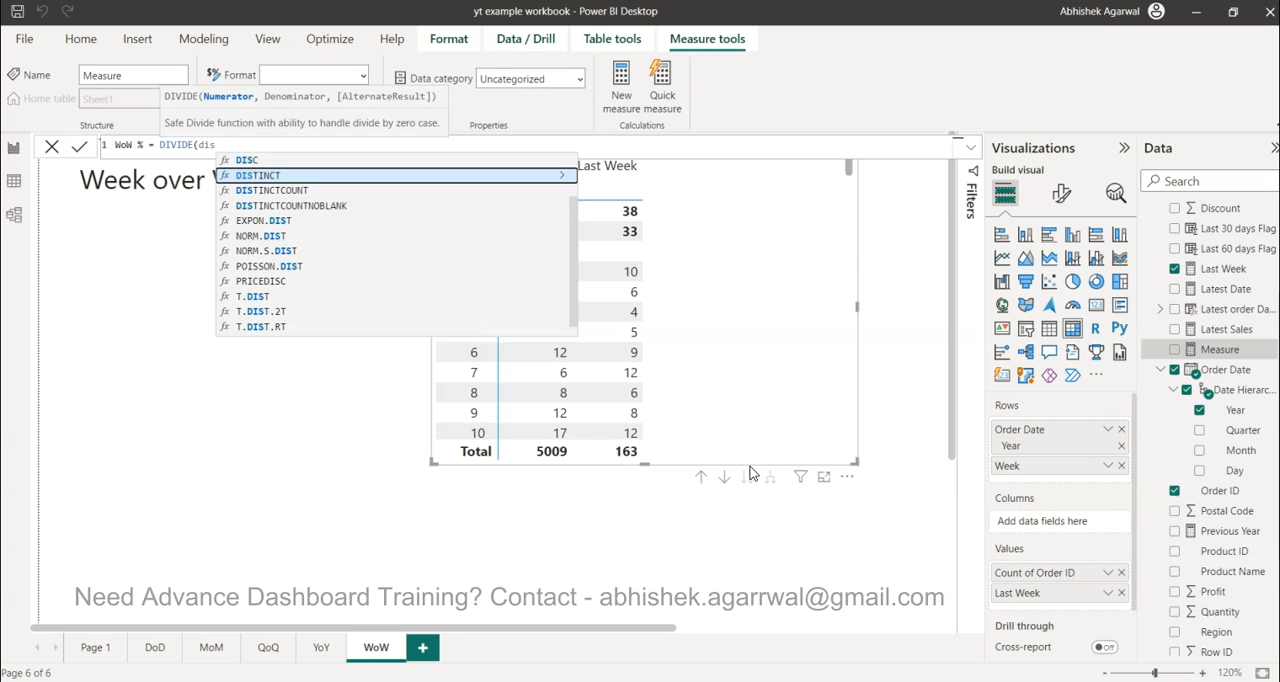 yt example workbook - Power BI Desktop
Abhishek Agarwal
File Home Insert Modeling View Optimize Help Format Data / Drill Table tools Measure tools
Name Measure
$% Format
Data category Uncategorized
Home table Sheet1
New measure
Quick measure
Structure
Properties
Calculations
DIVIDE(Numerator, Denominator, [AlternateResult])
Safe Divide function with ability to handle divide by zero case.
1 WoW % = DIVIDE(dis
DISC
DISTINCT
DISTINCTCOUNT
DISTINCTCOUNTNOBLANK
EXPON.DIST
NORM.DIST
NORM.S.DIST
POISSON.DIST
PRICEDISC
T.DIST
T.DIST.2T
T.DIST.RT
Week over
Last Week
38
33
10
6
4
5
6 12 9
7 6 12
8 8 6
9 12 8
10 17 12
Total 5009 163
Need Advance Dashboard Training? Contact - abhishek.agarrwal@gmail.com
Filters
Visualizations
Build visual
R
Py
Rows
Order Date
Year
Week
Columns
Add data fields here
Values
Count of Order ID
Last Week
Drill through
Cross-report
Off
Data
Search
Discount
Last 30 days Flag
Last 60 days Flag
Last Week
Latest Date
Latest order Da...
Latest Sales
Measure
Order Date
Date Hierarc...
Year
Quarter
Month
Day
Order ID
Postal Code
Previous Year
Product ID
Product Name
Profit
Quantity
Region
Row ID
Page 1 DoD MoM QoQ YoY WoW
Page 6 of 6
120%